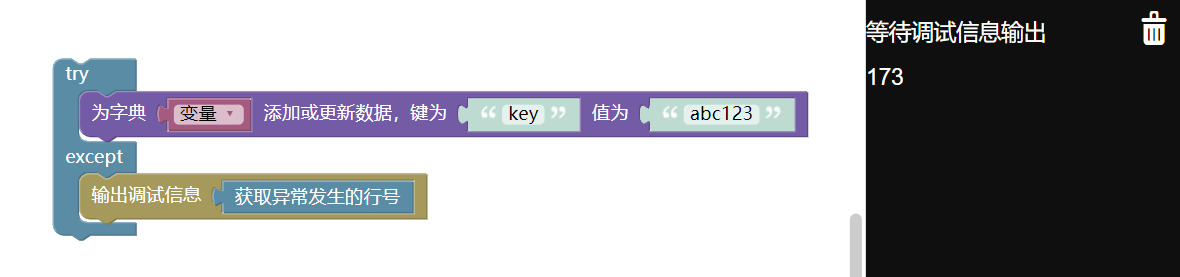 try
为字典 变量 添加或更新数据，键为 “ key ” 值为 “ abc123 ”
except
输出调试信息 获取异常发生的行号
等待调试信息输出
173